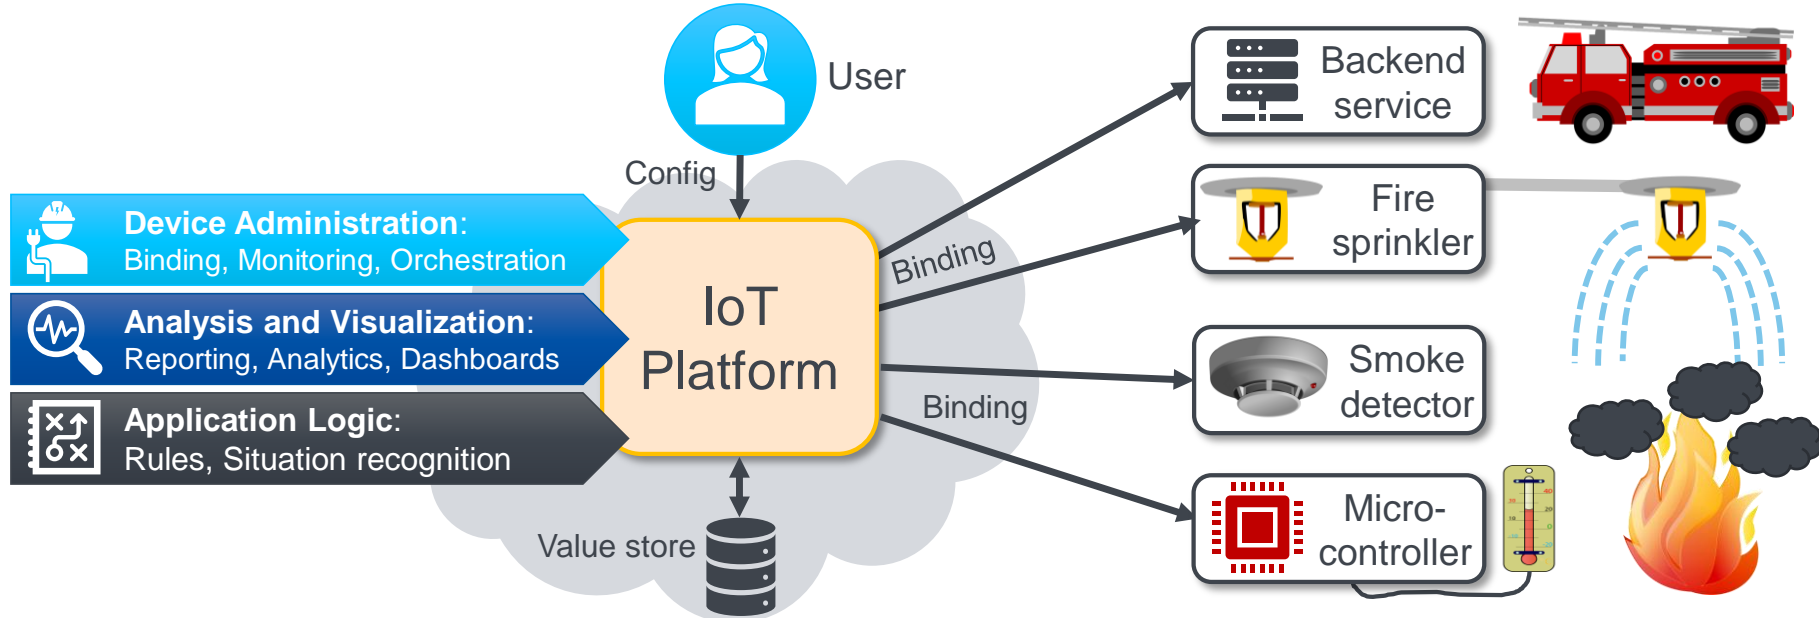 User
Config
Device Administration:
Binding, Monitoring, Orchestration
Analysis and Visualization:
Reporting, Analytics, Dashboards
Application Logic:
Rules, Situation recognition
IoT
Platform
Value store
Binding
Binding
Backend
service
Fire
sprinkler
Smoke
detector
Micro-
controller